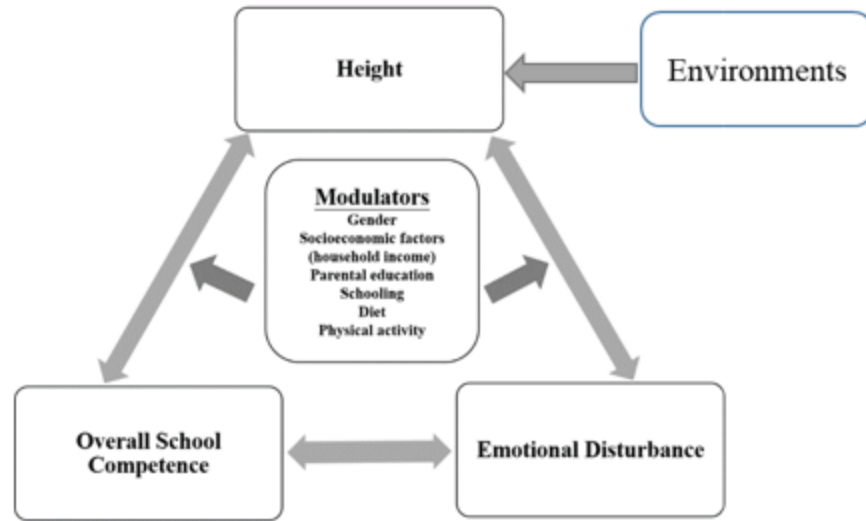 Height
Environments
Modulators
Gender
Socioeconomic factors
(household income)
Parental education
Schooling
Diet
Physical activity
Overall School
Competence
Emotional Disturbance